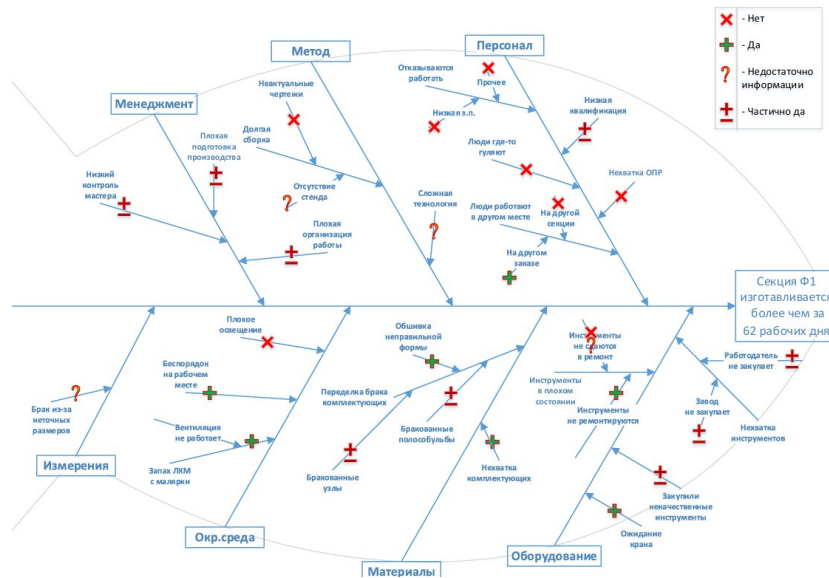 - Нет
- Да
- Недостаточно
информации
- Частично да
Метод
Персонал
Менеджмент
Неактуальные
чертежи
Долгая
сборка
Отсутствие
стенда
Плохая
подготовка
производства
Низкий
контроль
мастера
Плохая
организация
работы
Сложная
технология
Отказываются
работать
Прочее
Низкая з.п.
Низкая
квалификация
Люди где-то
гуляют
Нехватка ОПР
Люди работают
в другом месте
На другой
секции
На другом
заказе
Секция Ф1
изготавливается
более чем за
62 рабочих дня
Плохое
освещение
Беспорядок
на рабочем
месте
Вентиляция
не работает
Запах ЛКМ
с малярки
Брак из-за
неточных
размеров
Измерения
Окр.среда
Обшивка
неправильной
формы
Переделка брака
комплектующих
Бракованные
полособульбы
Бракованные
узлы
Нехватка
комплектующих
Материалы
Инструменты
не сдаются
в ремонт
Инструменты
в плохом
состоянии
Инструменты
не ремонтируются
Работодатель
не закупает
Завод
не закупает
Нехватка
инструментов
Закупили
некачественные
инструменты
Ожидание
крана
Оборудование